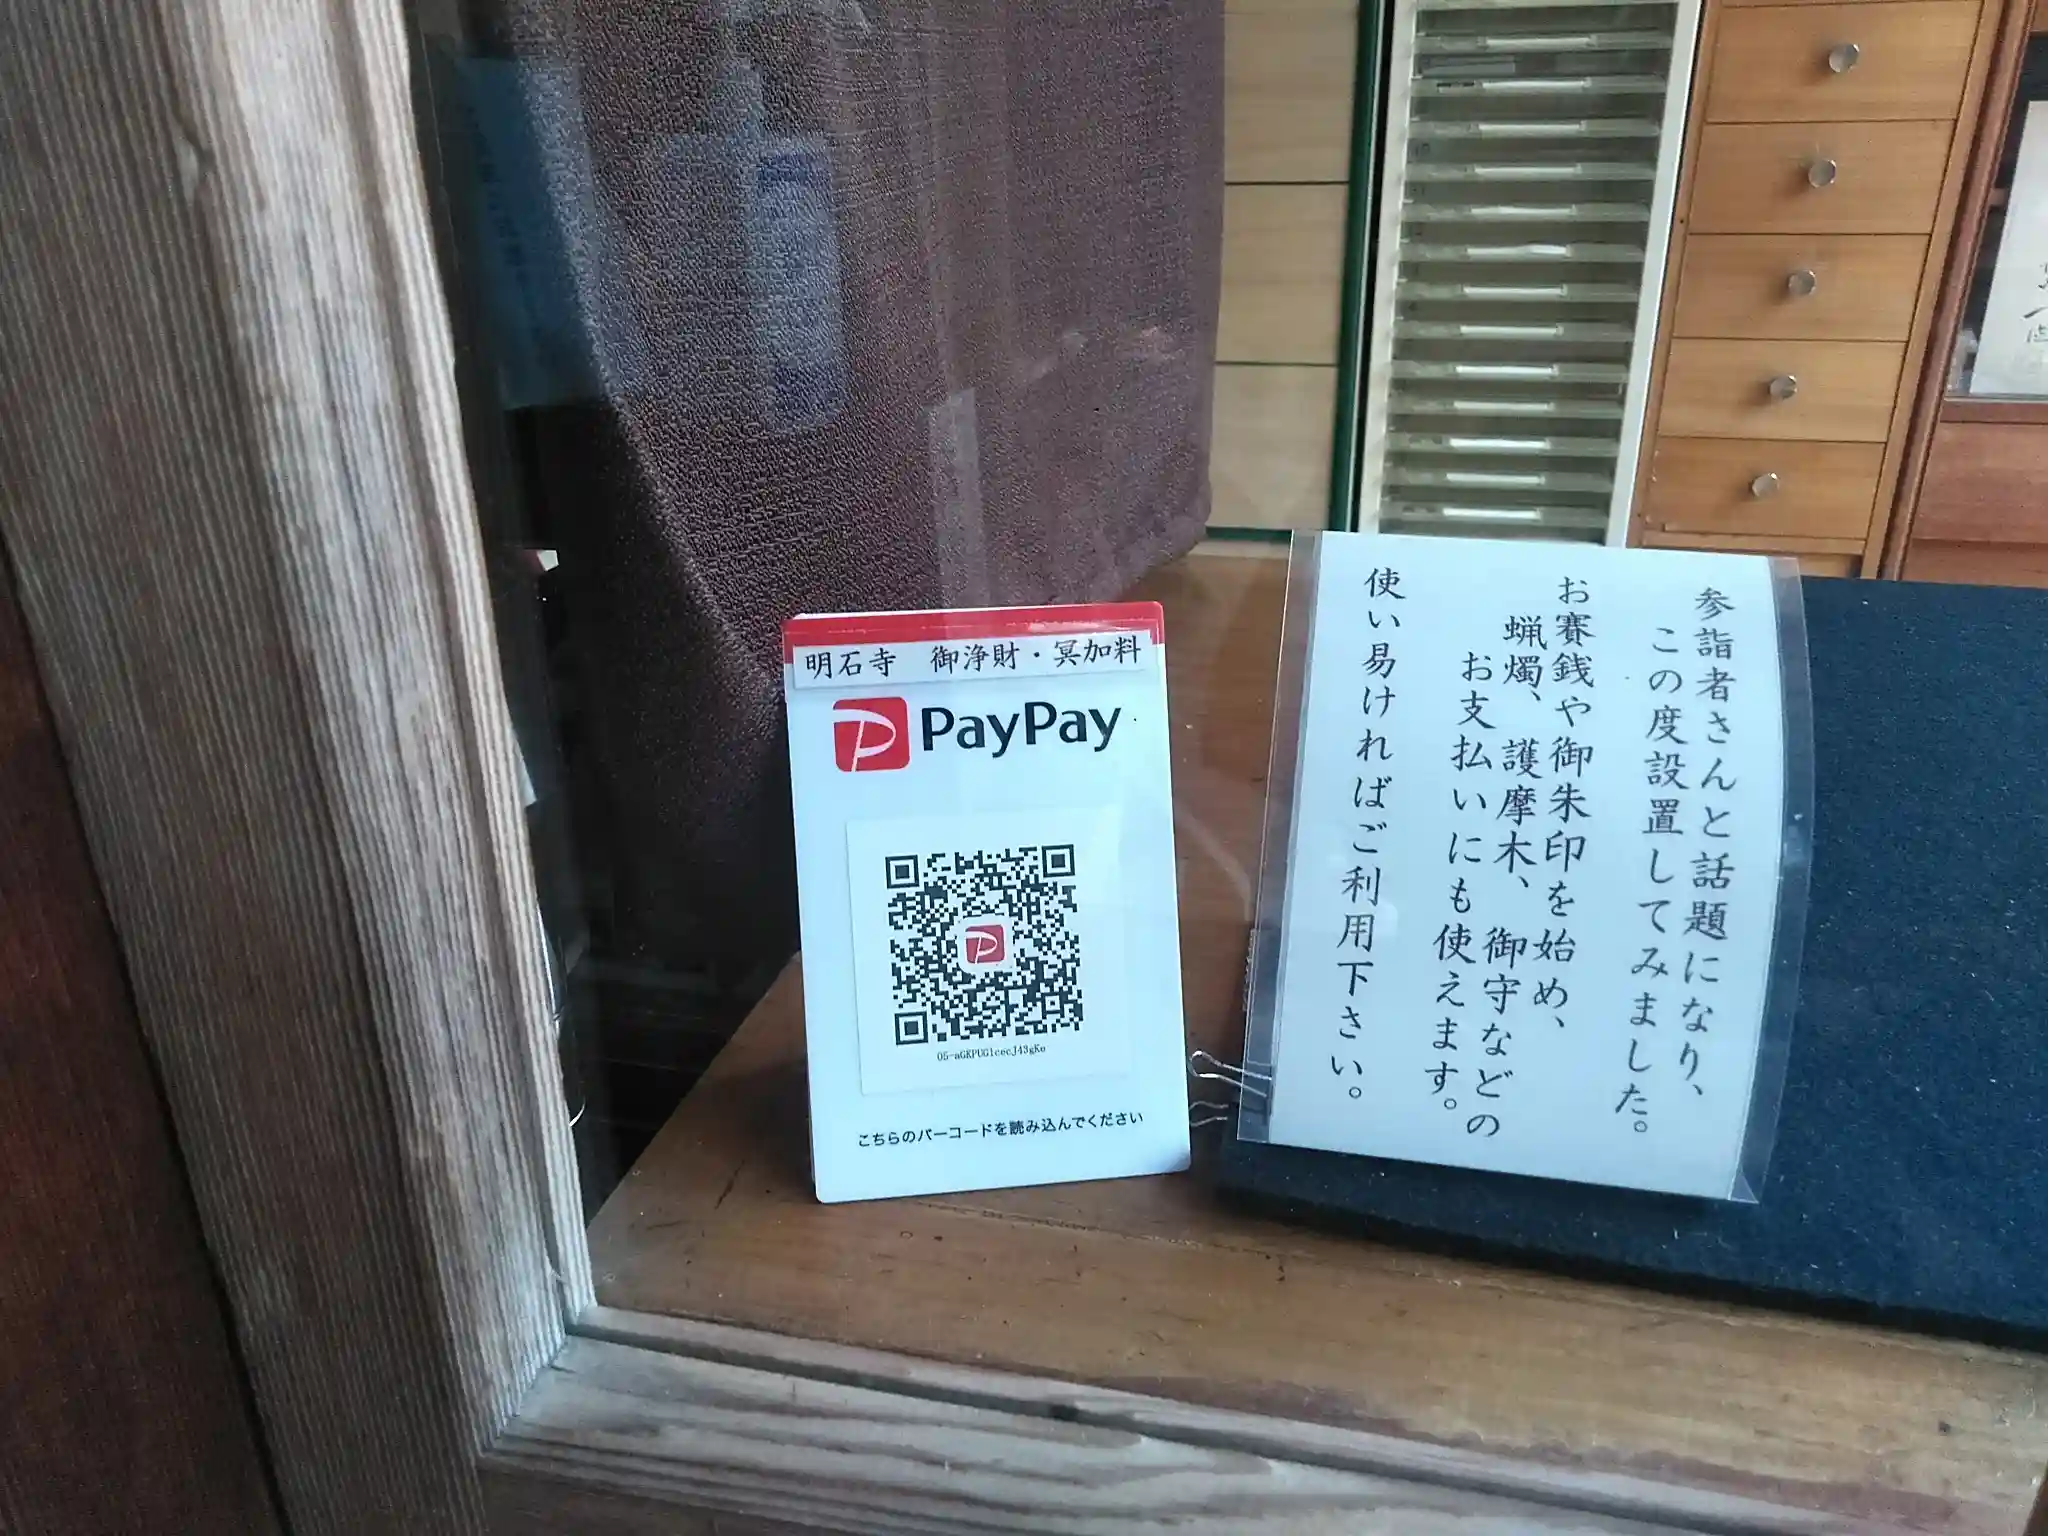 明石寺 御浄財・冥加料
PayPay
05-aGKPUG1cecJ43gKe
こちらのバーコードを読み込んでください
参詣者さんと話題になり、
この度設置してみました。
お賽銭や御朱印を始め、
蝋燭、護摩木、御守などの
お支払いにも使えます。
使い易ければご利用下さい。